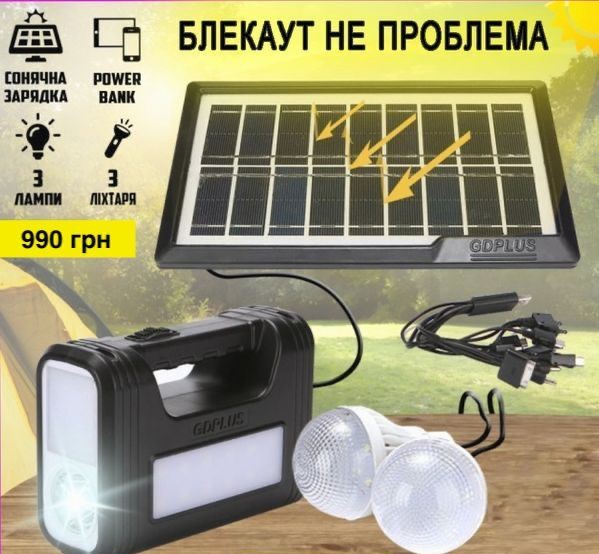 БЛЕКАУТ НЕ ПРОБЛЕМА
СОНЯЧНА
ЗАРЯДКА
POWER
BANK
3
ЛАМПИ
3
ЛІХТАРЯ
990 грн
GDPLUS
GDPLUS